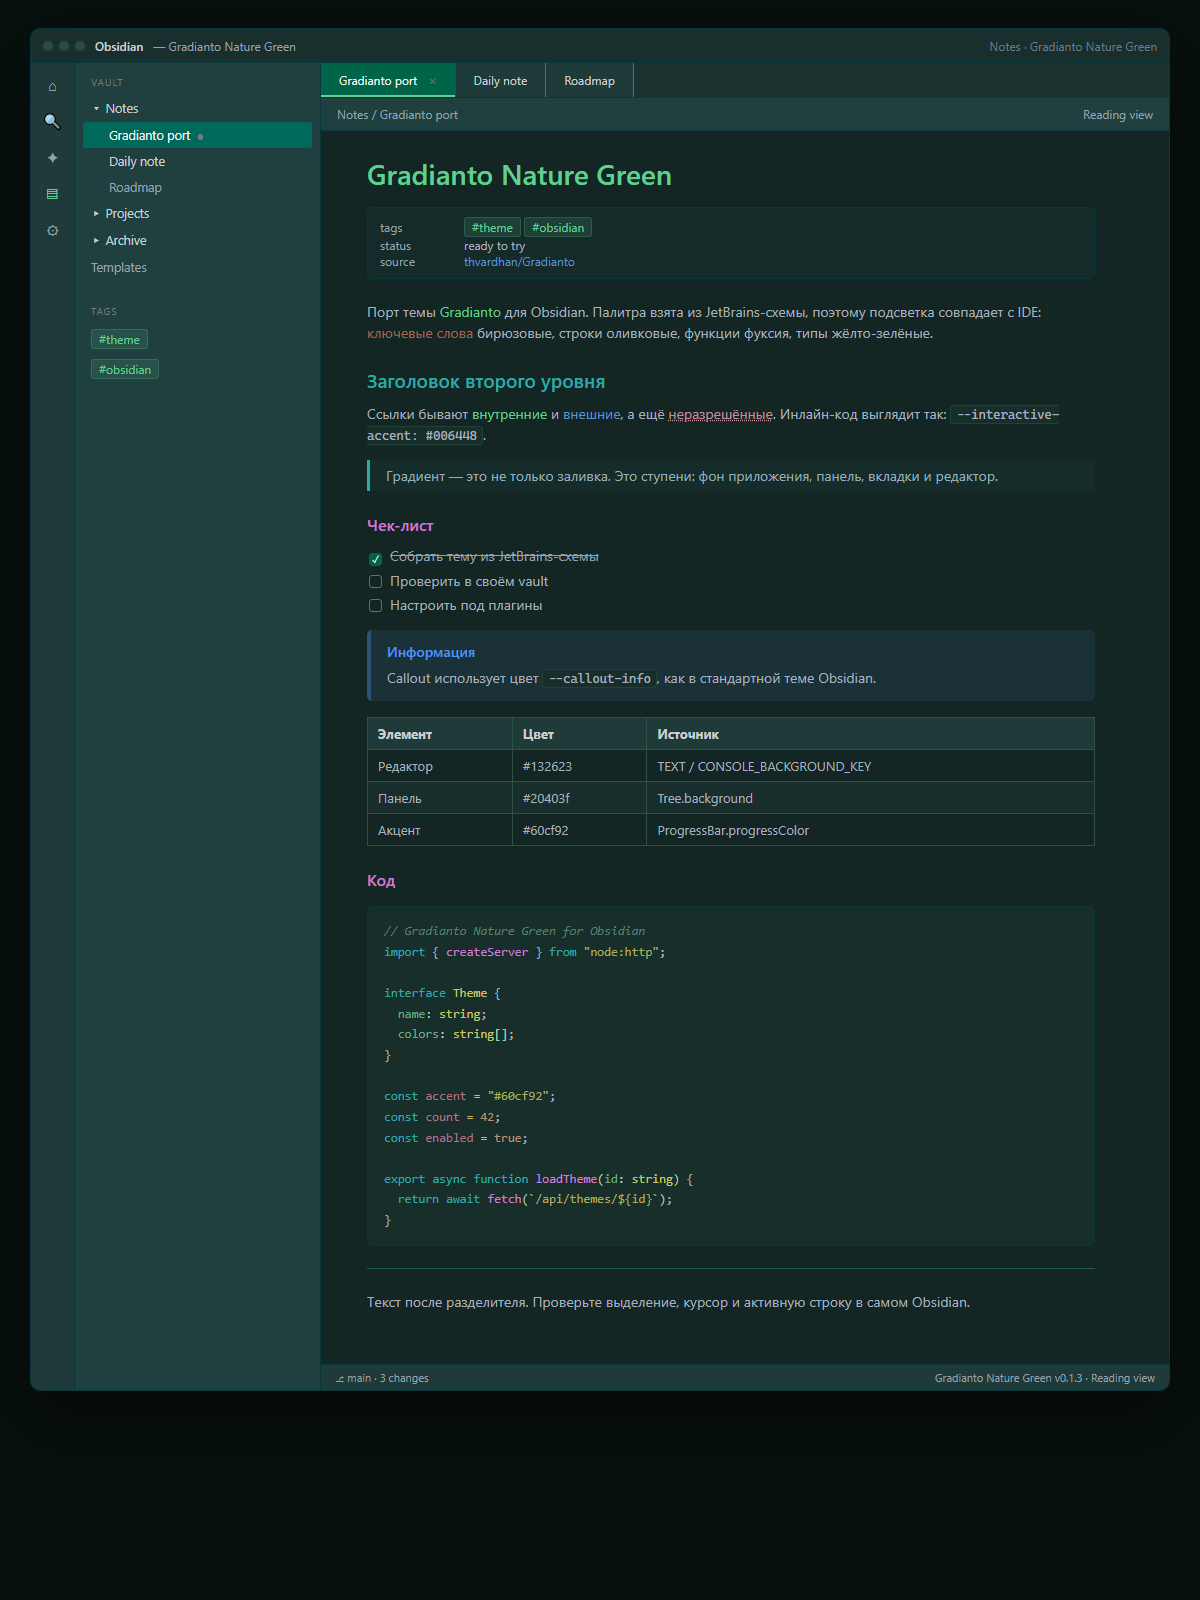 Obsidian — Gradianto Nature Green
Notes · Gradianto Nature Green
VAULT
Notes
Gradianto port
Daily note
Roadmap
Projects
Archive
Templates
TAGS
#theme
#obsidian
Gradianto port ×
Daily note
Roadmap
Notes / Gradianto port
Reading view
Gradianto Nature Green
tags #theme #obsidian
status ready to try
source thvardhan/Gradianto
Порт темы Gradianto для Obsidian. Палитра взята из JetBrains-схемы, поэтому подсветка совпадает с IDE:
ключевые слова бирюзовые, строки оливковые, функции фуксия, типы жёлто-зелёные.
Заголовок второго уровня
Ссылки бывают внутренние и внешние, а ещё неразрешённые. Инлайн-код выглядит так: --interactive-
accent: #006448.
Градиент — это не только заливка. Это ступени: фон приложения, панель, вкладки и редактор.
Чек-лист
Собрать тему из JetBrains-схемы
Проверить в своём vault
Настроить под плагины
Информация
Callout использует цвет --callout-info, как в стандартной теме Obsidian.
Элемент Цвет Источник
Редактор #132623 TEXT / CONSOLE_BACKGROUND_KEY
Панель #20403f Tree.background
Акцент #60cf92 ProgressBar.progressColor
Код
// Gradianto Nature Green for Obsidian
import { createServer } from "node:http";
interface Theme {
name: string;
colors: string[];
}
const accent = "#60cf92";
const count = 42;
const enabled = true;
export async function loadTheme(id: string) {
return await fetch(`/api/themes/${id}`);
}
Текст после разделителя. Проверьте выделение, курсор и активную строку в самом Obsidian.
main · 3 changes
Gradianto Nature Green v0.1.3 · Reading view